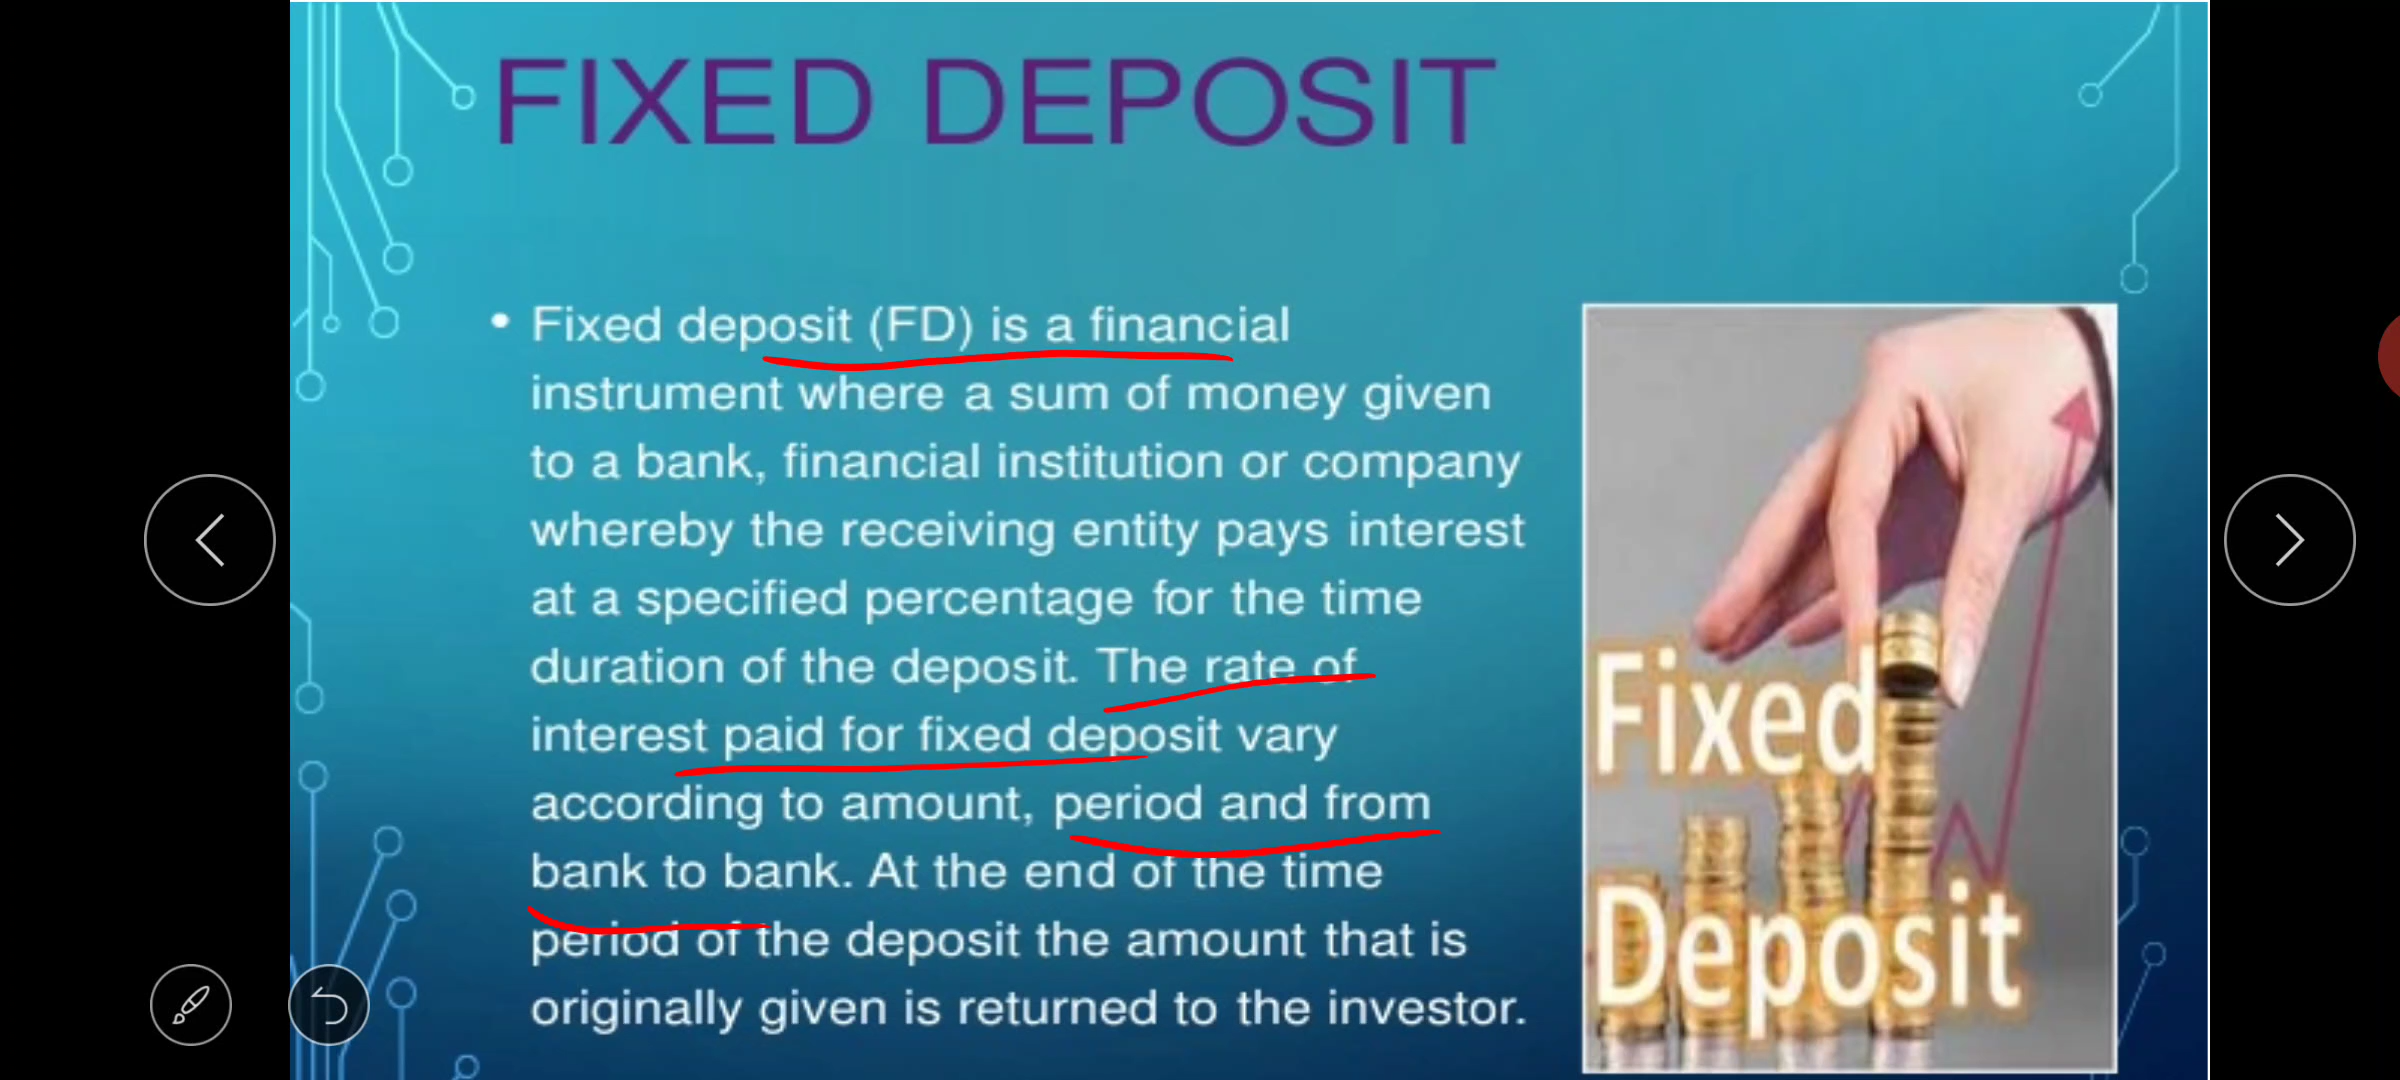 FIXED DEPOSIT
• Fixed deposit (FD) is a financial
instrument where a sum of money given
to a bank, financial institution or company
whereby the receiving entity pays interest
at a specified percentage for the time
duration of the deposit. The rate of
interest paid for fixed deposit vary
according to amount, period and from
bank to bank. At the end of the time
period of the deposit the amount that is
originally given is returned to the investor.
Fixed
Deposit